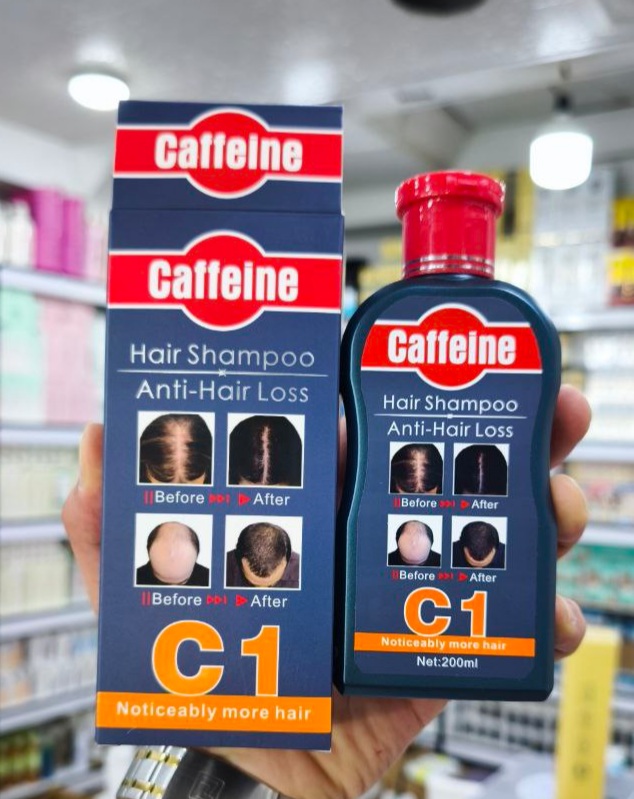 Caffeine
Caffeine
Hair Shampoo
Anti-Hair Loss
Before After
Before After
C1
Noticeably more hair
Caffeine
Hair Shampoo
Anti-Hair Loss
Before After
Before After
C1
Noticeably more hair
Net:200ml